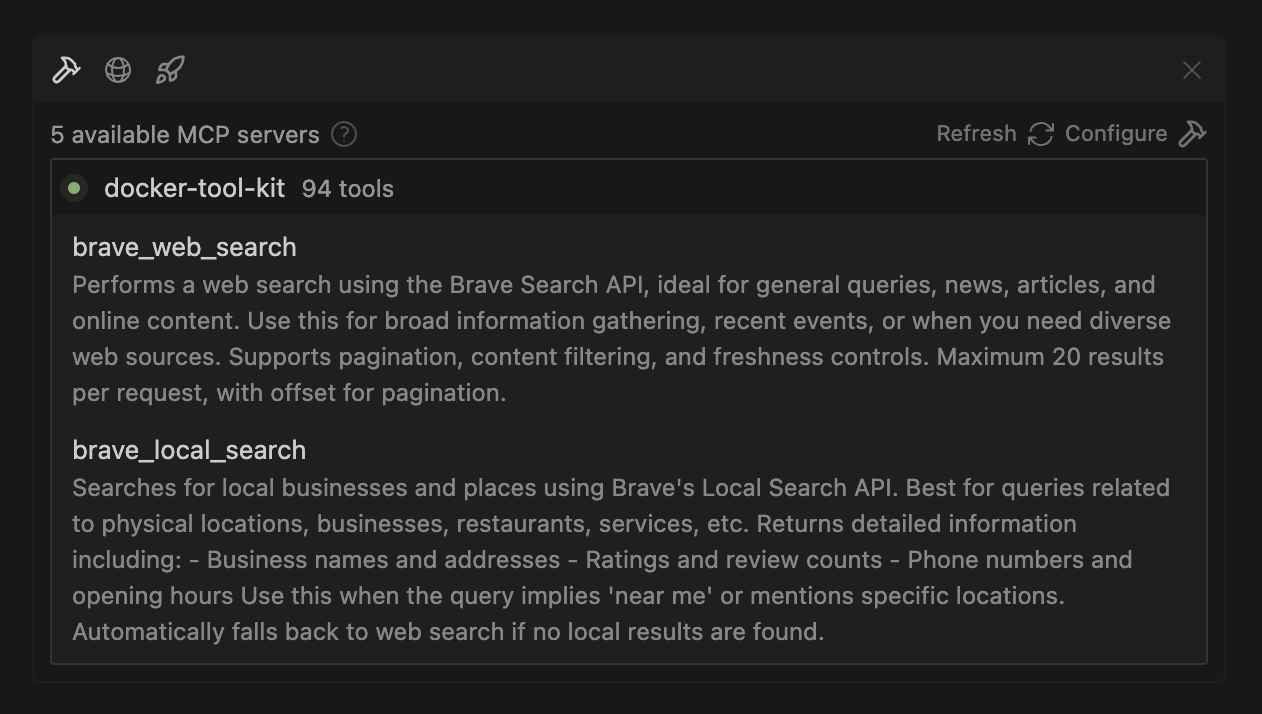 5 available MCP servers ?
Refresh Configure
docker-tool-kit 94 tools
brave_web_search
Performs a web search using the Brave Search API, ideal for general queries, news, articles, and
online content. Use this for broad information gathering, recent events, or when you need diverse
web sources. Supports pagination, content filtering, and freshness controls. Maximum 20 results
per request, with offset for pagination.
brave_local_search
Searches for local businesses and places using Brave's Local Search API. Best for queries related
to physical locations, businesses, restaurants, services, etc. Returns detailed information
including: - Business names and addresses - Ratings and review counts - Phone numbers and
opening hours Use this when the query implies 'near me' or mentions specific locations.
Automatically falls back to web search if no local results are found.